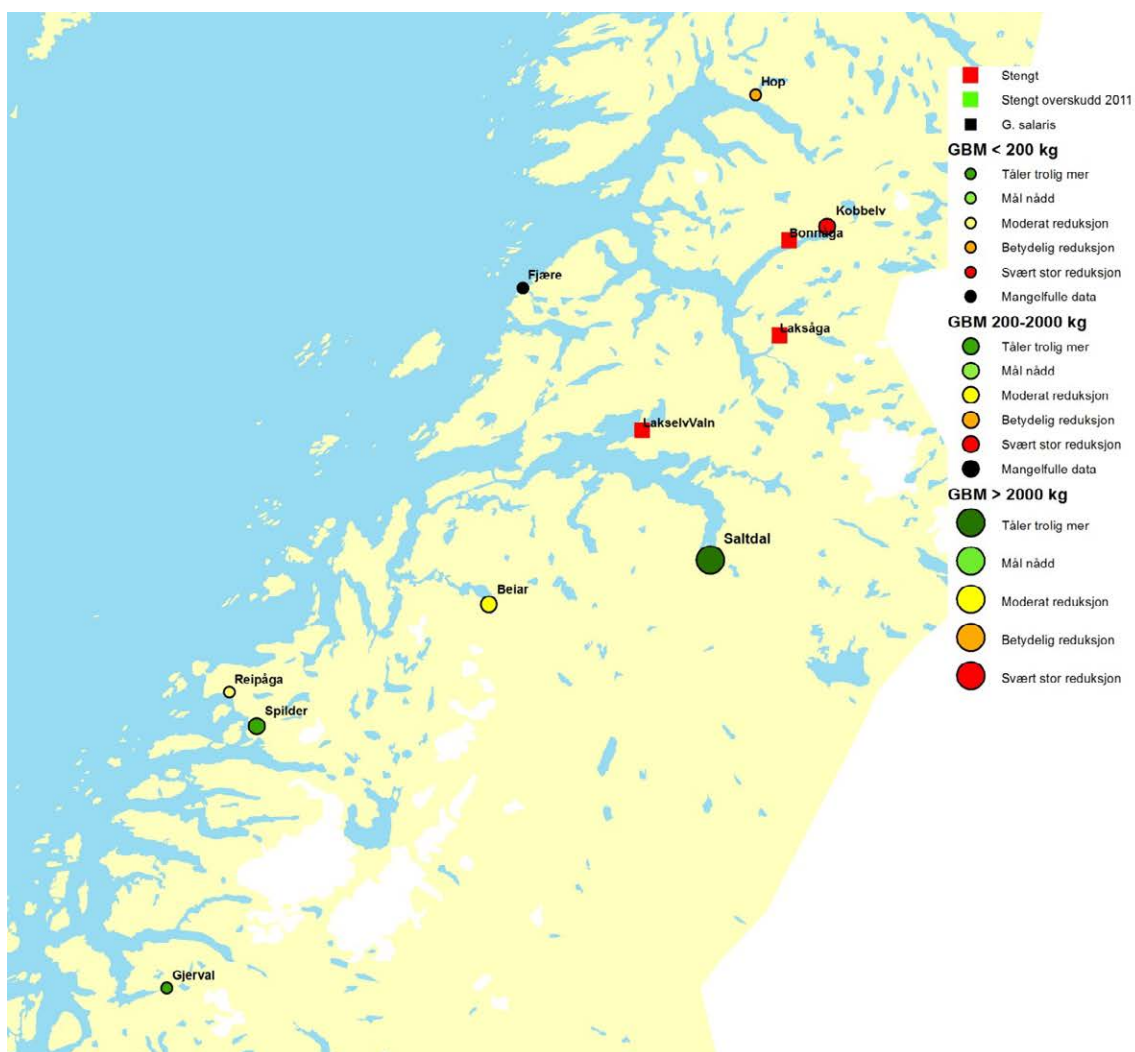 Hop
Kobbelv
Bonnåga
Fjære
Laksåga
LakselvValn
Saltdal
Beiar
Reipåga
Spilder
Gjerval
Stengt
Stengt overskudd 2011
G. salaris
GBM < 200 kg
Tåler trolig mer
Mål nådd
Moderat reduksjon
Betydelig reduksjon
Svært stor reduksjon
Mangelfulle data
GBM 200-2000 kg
Tåler trolig mer
Mål nådd
Moderat reduksjon
Betydelig reduksjon
Svært stor reduksjon
Mangelfulle data
GBM > 2000 kg
Tåler trolig mer
Mål nådd
Moderat reduksjon
Betydelig reduksjon
Svært stor reduksjon